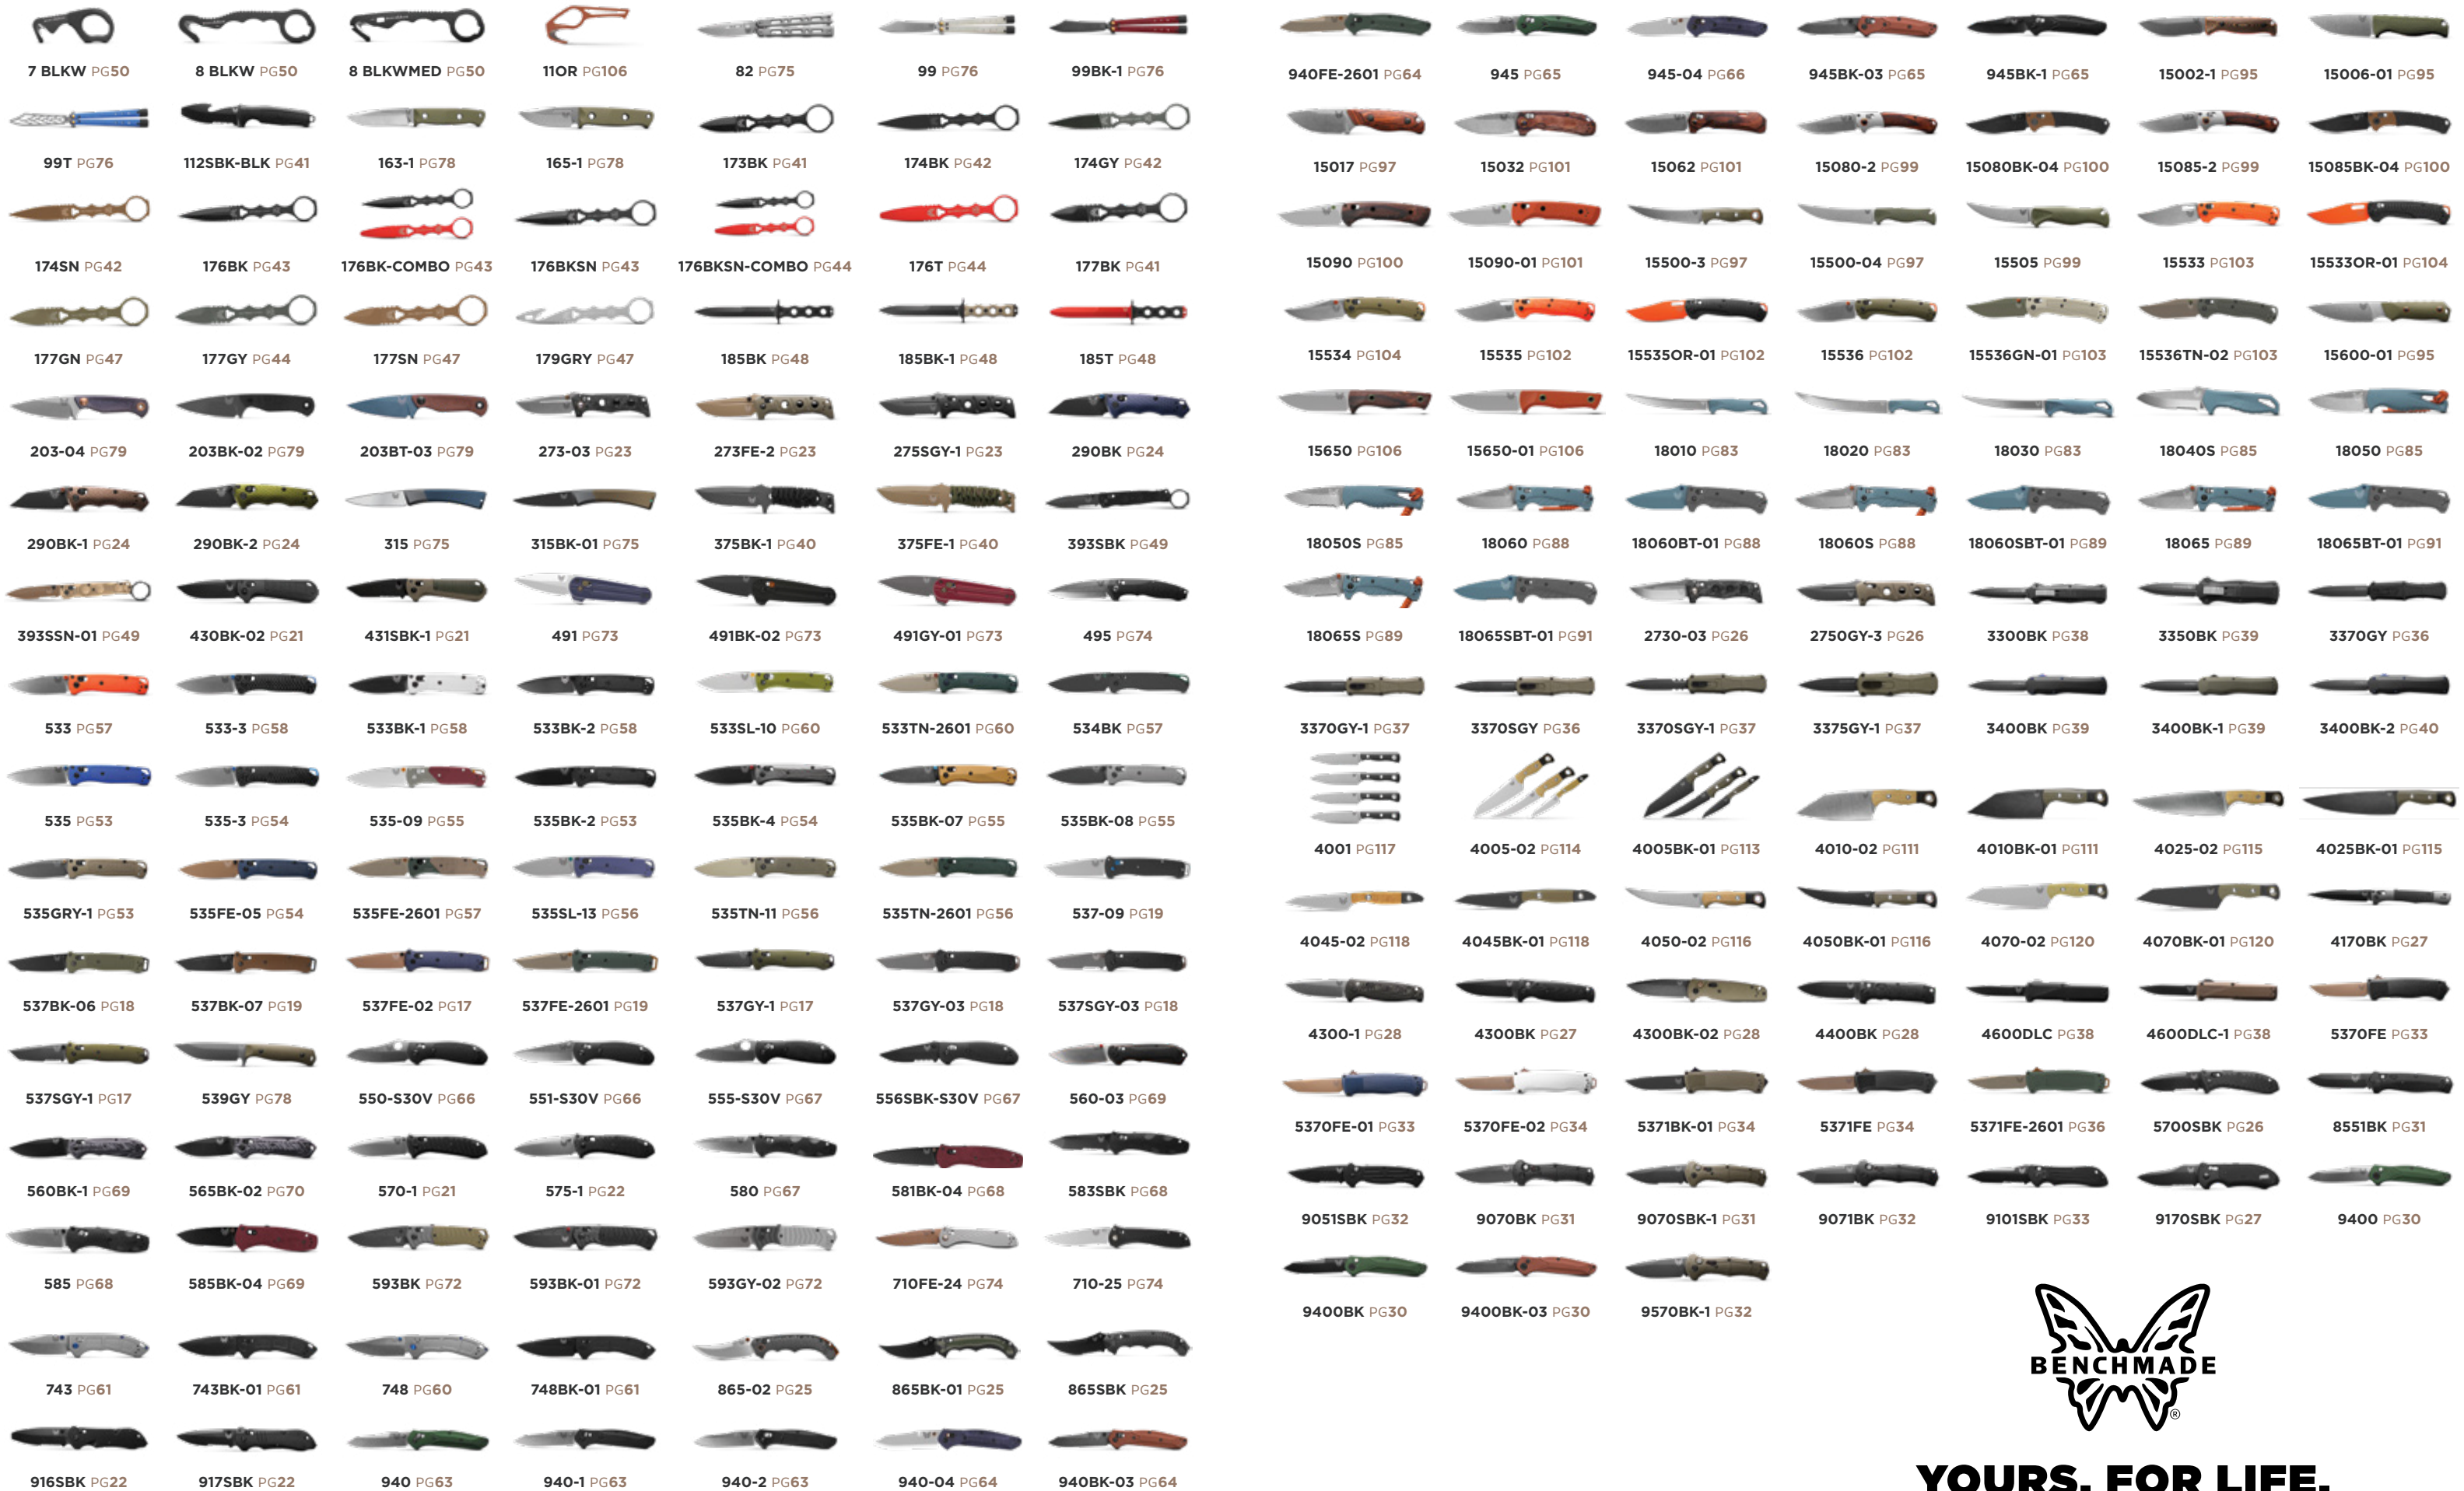 7 BLKW PG50
8 BLKW PG50
8 BLKWMED PG50
11OR PG106
82 PG75
99 PG76
99BK-1 PG76
99T PG76
112SBK-BLK PG41
163-1 PG78
165-1 PG78
173BK PG41
174BK PG42
174GY PG42
174SN PG42
176BK PG43
176BK-COMBO PG43
176BKSN PG43
176BKSN-COMBO PG44
176T PG44
177BK PG41
177GN PG47
177GY PG44
177SN PG47
179GRY PG47
185BK PG48
185BK-1 PG48
185T PG48
203-04 PG79
203BK-02 PG79
203BT-03 PG79
273-03 PG23
273FE-2 PG23
275SGY-1 PG23
290BK PG24
290BK-1 PG24
290BK-2 PG24
315 PG75
315BK-01 PG75
375BK-1 PG40
375FE-1 PG40
393SBK PG49
393SSN-01 PG49
430BK-02 PG21
431SBK-1 PG21
491 PG73
491BK-02 PG73
491GY-01 PG73
495 PG74
533 PG57
533-3 PG58
533BK-1 PG58
533BK-2 PG58
533SL-10 PG60
533TN-2601 PG60
534BK PG57
535 PG53
535-3 PG54
535-09 PG55
535BK-2 PG53
535BK-4 PG54
535BK-07 PG55
535BK-08 PG55
535GRY-1 PG53
535FE-05 PG54
535FE-2601 PG57
535SL-13 PG56
535TN-11 PG56
535TN-2601 PG56
537-09 PG19
537BK-06 PG18
537BK-07 PG19
537FE-02 PG17
537FE-2601 PG19
537GY-1 PG17
537GY-03 PG18
537SGY-03 PG18
537SGY-1 PG17
539GY PG78
550-S30V PG66
551-S30V PG66
555-S30V PG67
556SBK-S30V PG67
560-03 PG69
560BK-1 PG69
565BK-02 PG70
570-1 PG21
575-1 PG22
580 PG67
581BK-04 PG68
583SBK PG68
585 PG68
585BK-04 PG69
593BK PG72
593BK-01 PG72
593GY-02 PG72
710FE-24 PG74
710-25 PG74
743 PG61
743BK-01 PG61
748 PG60
748BK-01 PG61
865-02 PG25
865BK-01 PG25
865SBK PG25
916SBK PG22
917SBK PG22
940 PG63
940-1 PG63
940-2 PG63
940-04 PG64
940BK-03 PG64
940FE-2601 PG64
945 PG65
945-04 PG66
945BK-03 PG65
945BK-1 PG65
15002-1 PG95
15006-01 PG95
15017 PG97
15032 PG101
15062 PG101
15080-2 PG99
15080BK-04 PG100
15085-2 PG99
15085BK-04 PG100
15090 PG100
15090-01 PG101
15500-3 PG97
15500-04 PG97
15505 PG99
15533 PG103
15533OR-01 PG104
15534 PG104
15535 PG102
15535OR-01 PG102
15536 PG102
15536GN-01 PG103
15536TN-02 PG103
15600-01 PG95
15650 PG106
15650-01 PG106
18010 PG83
18020 PG83
18030 PG83
18040S PG85
18050 PG85
18050S PG85
18060 PG88
18060BT-01 PG88
18060S PG88
18060SBT-01 PG89
18065 PG89
18065BT-01 PG91
18065S PG89
18065SBT-01 PG91
2730-03 PG26
2750GY-3 PG26
3300BK PG38
3350BK PG39
3370GY PG36
3370GY-1 PG37
3370SGY PG36
3370SGY-1 PG37
3375GY-1 PG37
3400BK PG39
3400BK-1 PG39
3400BK-2 PG40
4001 PG117
4005-02 PG114
4005BK-01 PG113
4010-02 PG111
4010BK-01 PG111
4025-02 PG115
4025BK-01 PG115
4045-02 PG118
4045BK-01 PG118
4050-02 PG116
4050BK-01 PG116
4070-02 PG120
4070BK-01 PG120
4170BK PG27
4300-1 PG28
4300BK PG27
4300BK-02 PG28
4400BK PG28
4600DLC PG38
4600DLC-1 PG38
5370FE PG33
5370FE-01 PG33
5370FE-02 PG34
5371BK-01 PG34
5371FE PG34
5371FE-2601 PG36
5700SBK PG26
8551BK PG31
9051SBK PG32
9070BK PG31
9070SBK-1 PG31
9071BK PG32
9101SBK PG33
9170SBK PG27
9400 PG30
9400BK PG30
9400BK-03 PG30
9570BK-1 PG32
BENCHMADE
®
YOURS. FOR LIFE.